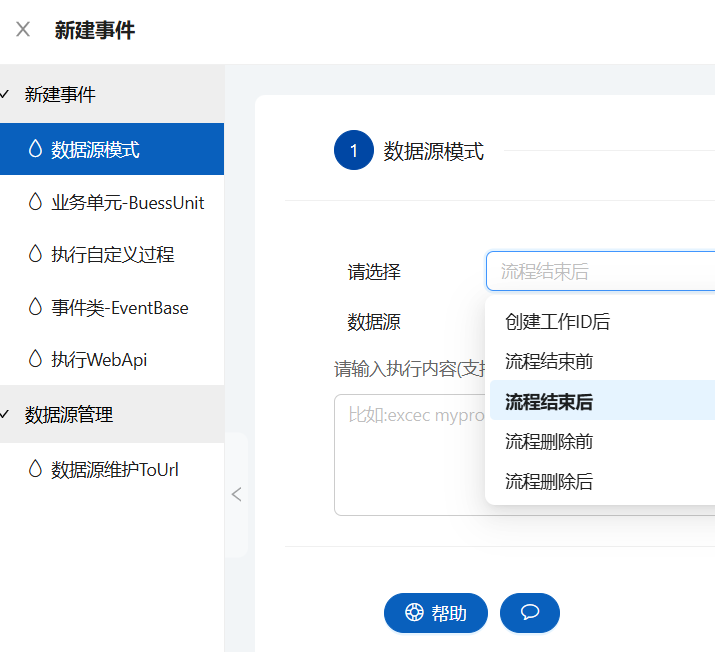 新建事件
新建事件
数据源模式
业务单元-BuessUnit
执行自定义过程
事件类-EventBase
执行WebApi
数据源管理
数据源维护ToUrl
1 数据源模式
请选择
流程结束后
数据源
创建工作ID后
流程结束前
流程结束后
流程删除前
流程删除后
请输入执行内容(支持
比如:excec mypro
帮助